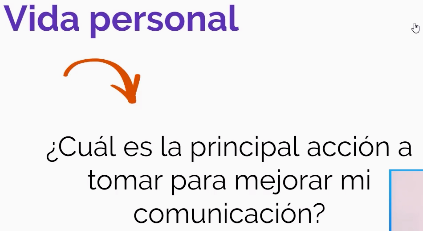 Vida personal
¿Cuál es la principal acción a
tomar para mejorar mi
comunicación?